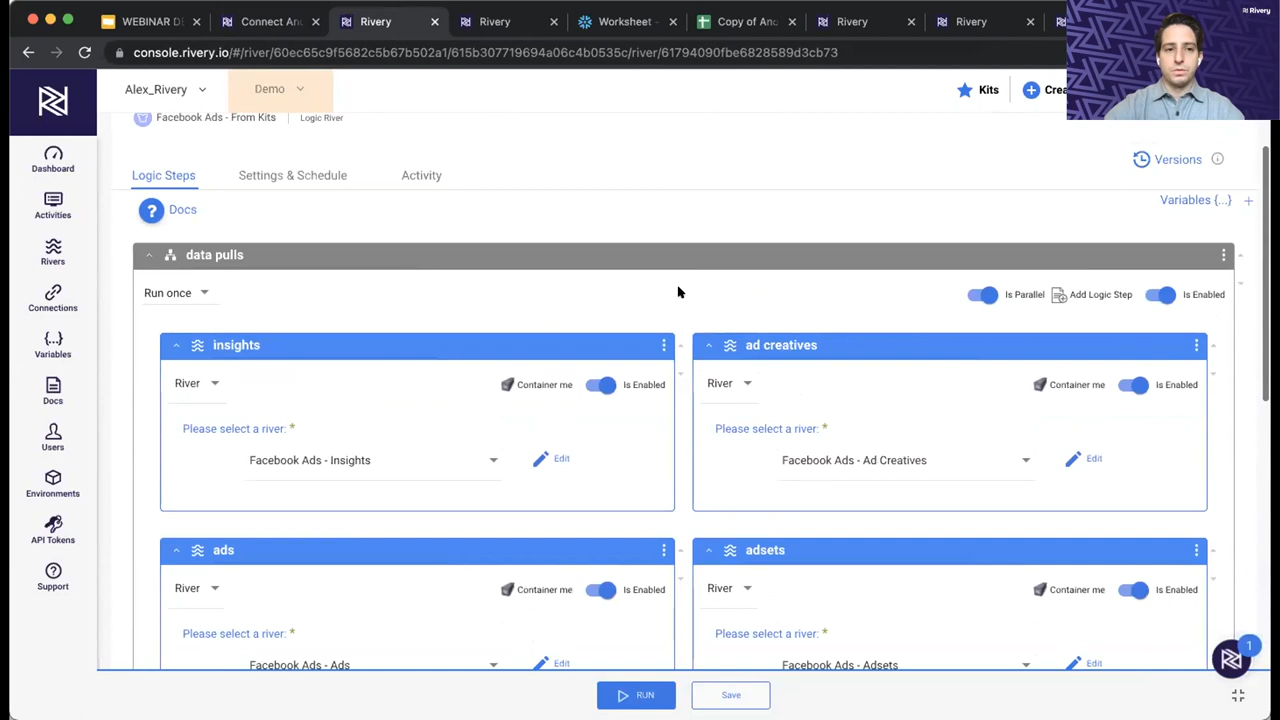 WEBINAR D
Connect And
Rivery
Rivery
Worksheet -
Copy of Anc
Rivery
Rivery
Rivery
console.rivery.io/#/river/60ec65c9f5682c5b67b502a1/615b307719694a06c4b0535c/river/61794090fbe6828589d3cb73
Alex_Rivery
Demo
Kits
Crea
Facebook Ads - From Kits
Logic River
Dashboard
Activities
Rivers
Connections
{...}
Variables
Docs
Users
Environments
API Tokens
Support
Logic Steps
Settings & Schedule
Activity
Versions
? Docs
Variables {...} +
data pulls
Run once
Is Parallel
Add Logic Step
Is Enabled
insights
River
Container me
Is Enabled
Please select a river: *
Facebook Ads - Insights
Edit
ad creatives
River
Container me
Is Enabled
Please select a river: *
Facebook Ads - Ad Creatives
Edit
ads
River
Container me
Is Enabled
Please select a river: *
Facebook Ads - Ads
Edit
adsets
River
Container me
Is Enabled
Please select a river: *
Facebook Ads - Adsets
Edit
1
RUN
Save